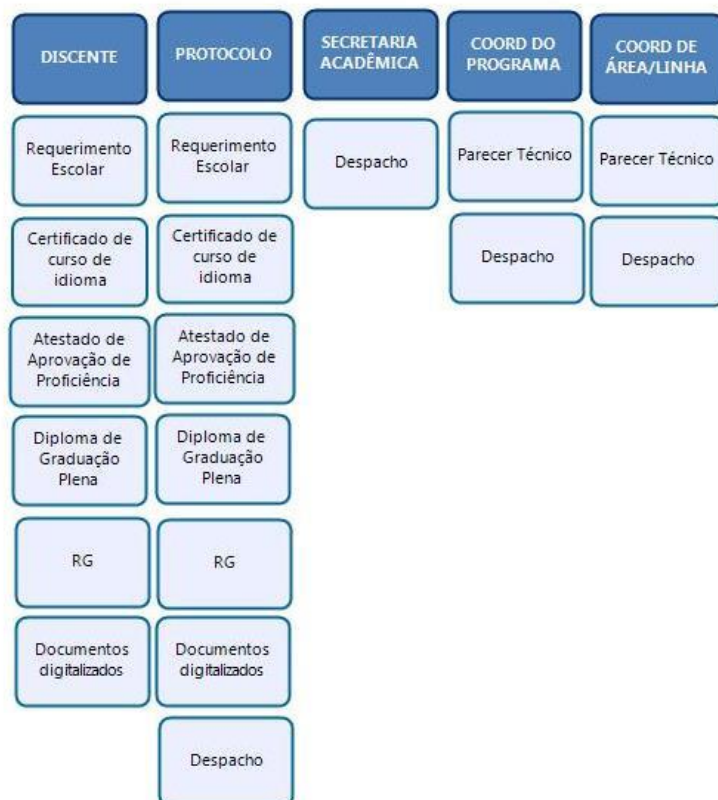 DISCENTE
PROTOCOLO
SECRETARIA
ACADÊMICA
COORD DO
PROGRAMA
COORD DE
ÁREA/LINHA
Requerimento
Escolar
Requerimento
Escolar
Despacho
Parecer Técnico
Parecer Técnico
Certificado de
curso de
idioma
Certificado de
curso de
idioma
Despacho
Despacho
Atestado de
Aprovação de
Proficiência
Atestado de
Aprovação de
Proficiência
Diploma de
Graduação
Plena
Diploma de
Graduação
Plena
RG
RG
Documentos
digitalizados
Documentos
digitalizados
Despacho